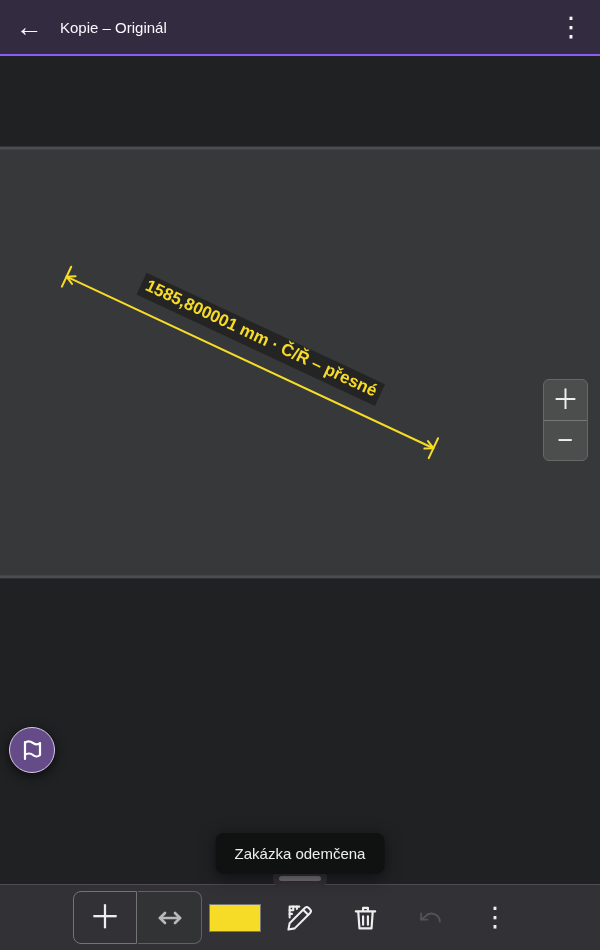 Kopie – Originál
1585,800001 mm · Č/Ř – přesné
Zakázka odemčena